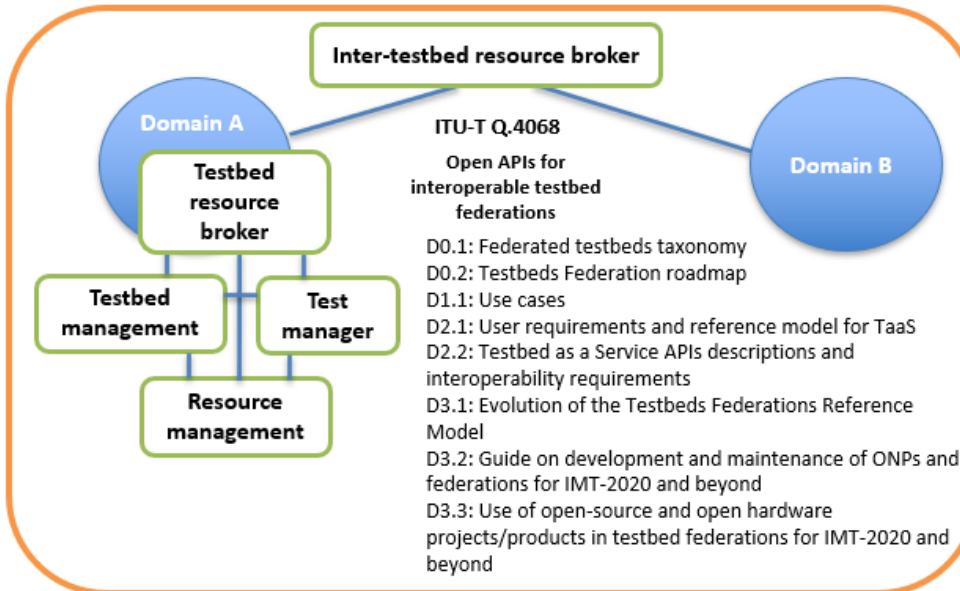 Inter-testbed resource broker
Domain A
Testbed
resource
broker
Testbed
management
Test
manager
Resource
management
ITU-T Q.4068
Open APIs for
interoperable testbed
federations
Domain B
D0.1: Federated testbeds taxonomy
D0.2: Testbeds Federation roadmap
D1.1: Use cases
D2.1: User requirements and reference model for TaaS
D2.2: Testbed as a Service APIs descriptions and
interoperability requirements
D3.1: Evolution of the Testbeds Federations Reference
Model
D3.2: Guide on development and maintenance of ONPs and
federations for IMT-2020 and beyond
D3.3: Use of open-source and open hardware
projects/products in testbed federations for IMT-2020 and
beyond